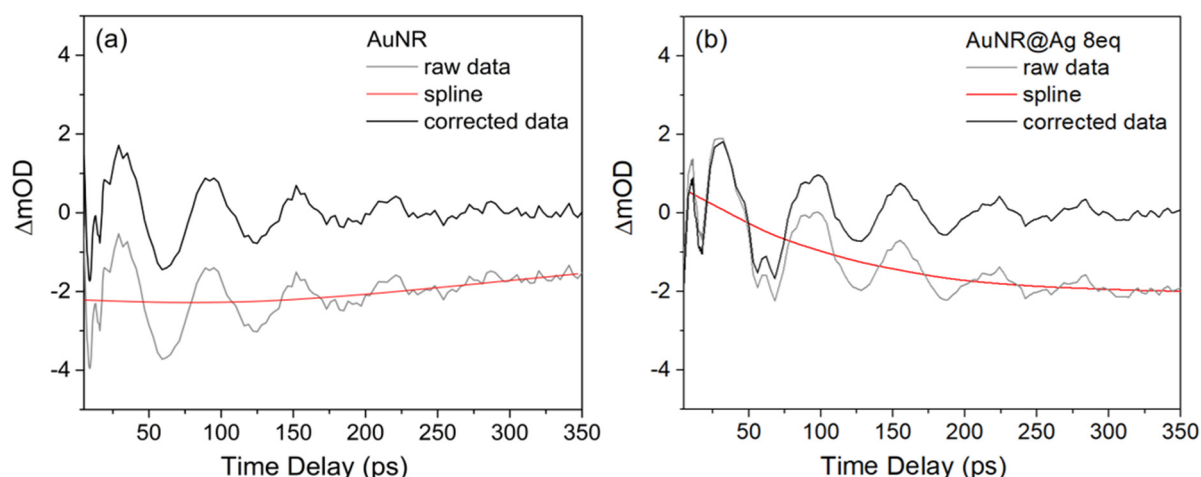 (a)
AuNR
raw data
spline
corrected data
4
2
0
-2
-4
ΔmOD
50 100 150 200 250 300 350
Time Delay (ps)
(b)
AuNR@Ag 8eq
raw data
spline
corrected data
4
2
0
-2
-4
ΔmOD
50 100 150 200 250 300 350
Time Delay (ps)